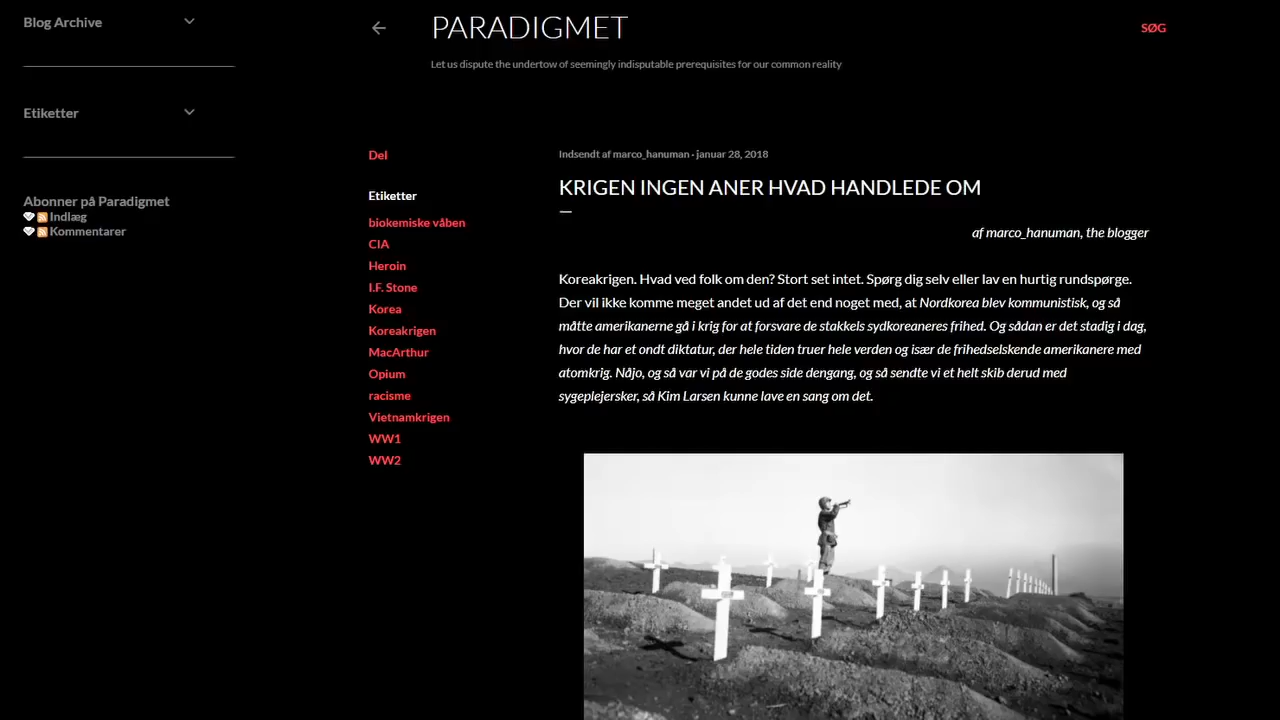 Blog Archive
Etiketter
Abonner på Paradigmet
Indlæg
Kommentarer
PARADIGMET
SØG
Let us dispute the undertow of seemingly indisputable prerequisites for our common reality
Del
Etiketter
biokemiske våben
CIA
Heroin
I.F. Stone
Korea
Koreakrigen
MacArthur
Opium
racisme
Vietnamkrigen
WW1
WW2
Indsendt af marco_hanuman - januar 28, 2018
KRIGEN INGEN ANER HVAD HANDLEDE OM
af marco_hanuman, the blogger
Koreakrigen. Hvad ved folk om den? Stort set intet. Spørg dig selv eller lav en hurtig rundspørge.
Der vil ikke komme meget andet ud af det end noget med, at Nordkorea blev kommunistisk, og så
måtte amerikanerne gå i krig for at forsvare de stakkels sydkoreaneres frihed. Og sådan er det stadig i dag,
hvor de har et ondt diktatur, der hele tiden truer hele verden og især de frihedselskende amerikanere med
atomkrig. Nåjo, og så var vi på de godes side dengang, og så sendte vi et helt skib derud med
sygeplejersker, så Kim Larsen kunne lave en sang om det.